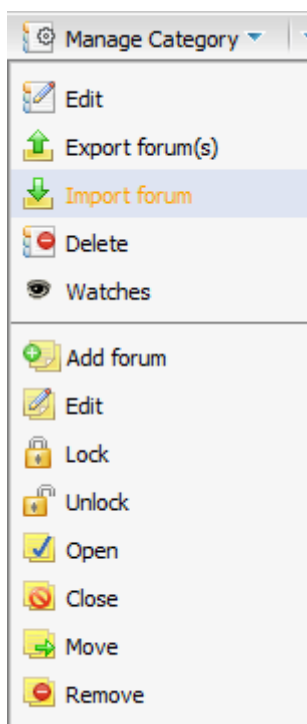 Manage Category
Edit
Export forum(s)
Import forum
Delete
Watches
Add forum
Edit
Lock
Unlock
Open
Close
Move
Remove